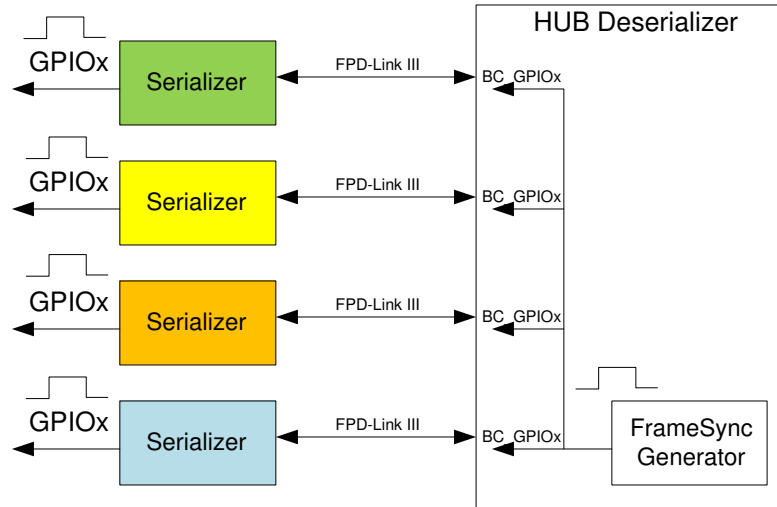 HUB Deserializer
GPIOx
Serializer
FPD-Link III
BC_GPIOx
GPIOx
Serializer
FPD-Link III
BC_GPIOx
GPIOx
Serializer
FPD-Link III
BC_GPIOx
GPIOx
Serializer
FPD-Link III
BC_GPIOx
FrameSync
Generator